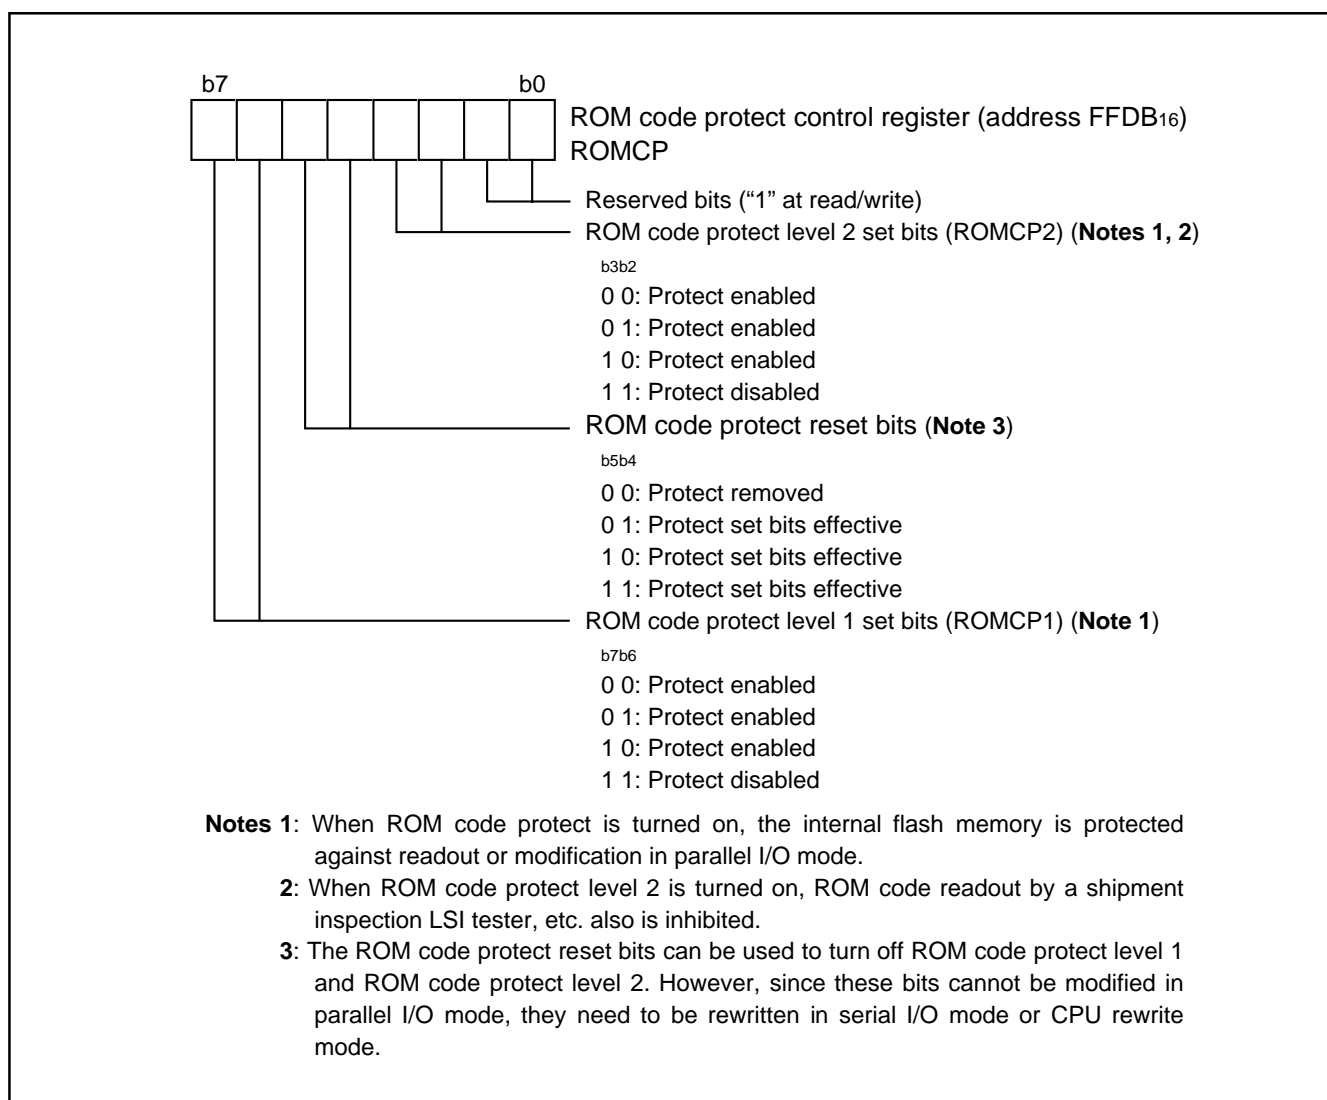 b7 b0
ROM code protect control register (address FFDB16)
ROMCP
Reserved bits (“1” at read/write)
ROM code protect level 2 set bits (ROMCP2) (Notes 1, 2)
b3b2
0 0: Protect enabled
0 1: Protect enabled
1 0: Protect enabled
1 1: Protect disabled
ROM code protect reset bits (Note 3)
b5b4
0 0: Protect removed
0 1: Protect set bits effective
1 0: Protect set bits effective
1 1: Protect set bits effective
ROM code protect level 1 set bits (ROMCP1) (Note 1)
b7b6
0 0: Protect enabled
0 1: Protect enabled
1 0: Protect enabled
1 1: Protect disabled
Notes 1: When ROM code protect is turned on, the internal flash memory is protected
against readout or modification in parallel I/O mode.
2: When ROM code protect level 2 is turned on, ROM code readout by a shipment
inspection LSI tester, etc. also is inhibited.
3: The ROM code protect reset bits can be used to turn off ROM code protect level 1
and ROM code protect level 2. However, since these bits cannot be modified in
parallel I/O mode, they need to be rewritten in serial I/O mode or CPU rewrite
mode.